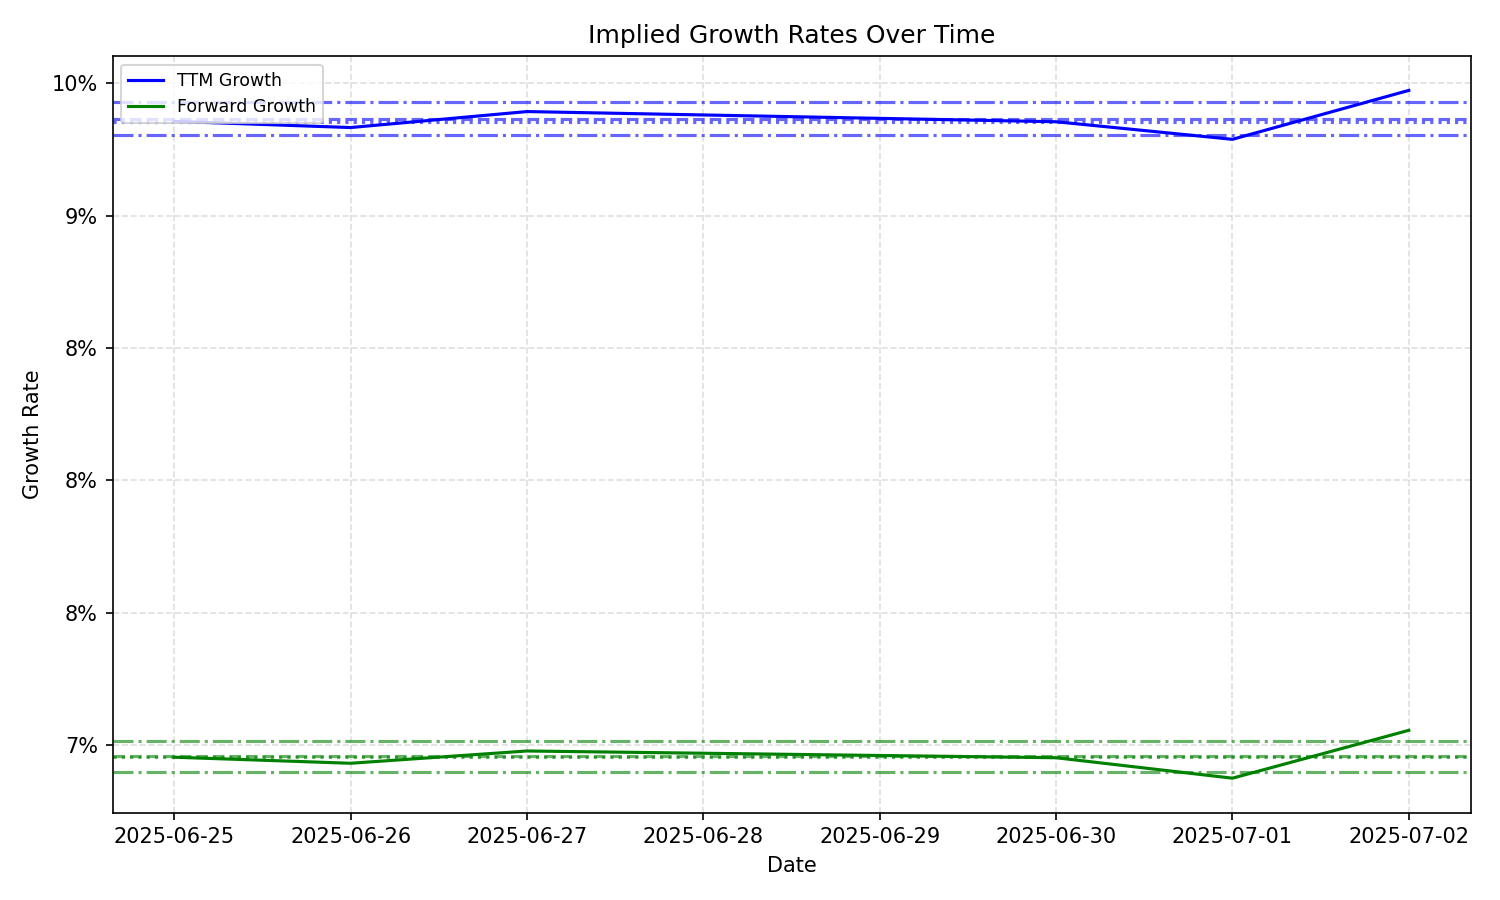 Implied Growth Rates Over Time
TTM Growth
Forward Growth
10%
9%
8%
8%
8%
7%
Growth Rate
2025-06-25
2025-06-26
2025-06-27
2025-06-28
2025-06-29
2025-06-30
2025-07-01
2025-07-02
Date